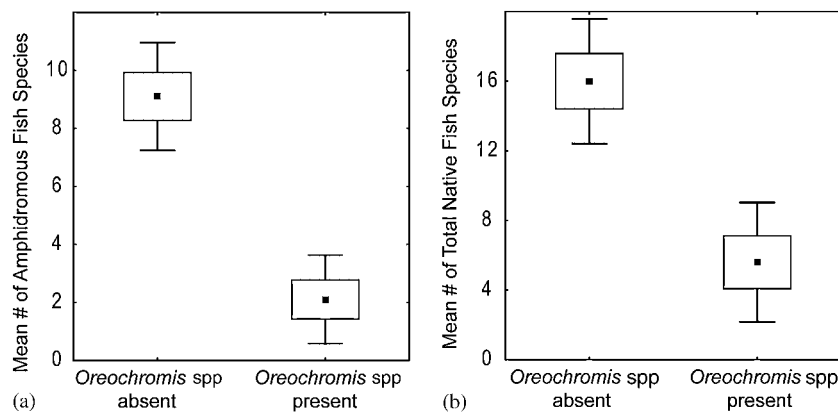 Mean # of Amphidromous Fish Species
10
8
6
4
2
0
Oreochromis spp
absent
Oreochromis spp
present
(a)
Mean # of Total Native Fish Species
16
12
8
4
0
Oreochromis spp
absent
Oreochromis spp
present
(b)